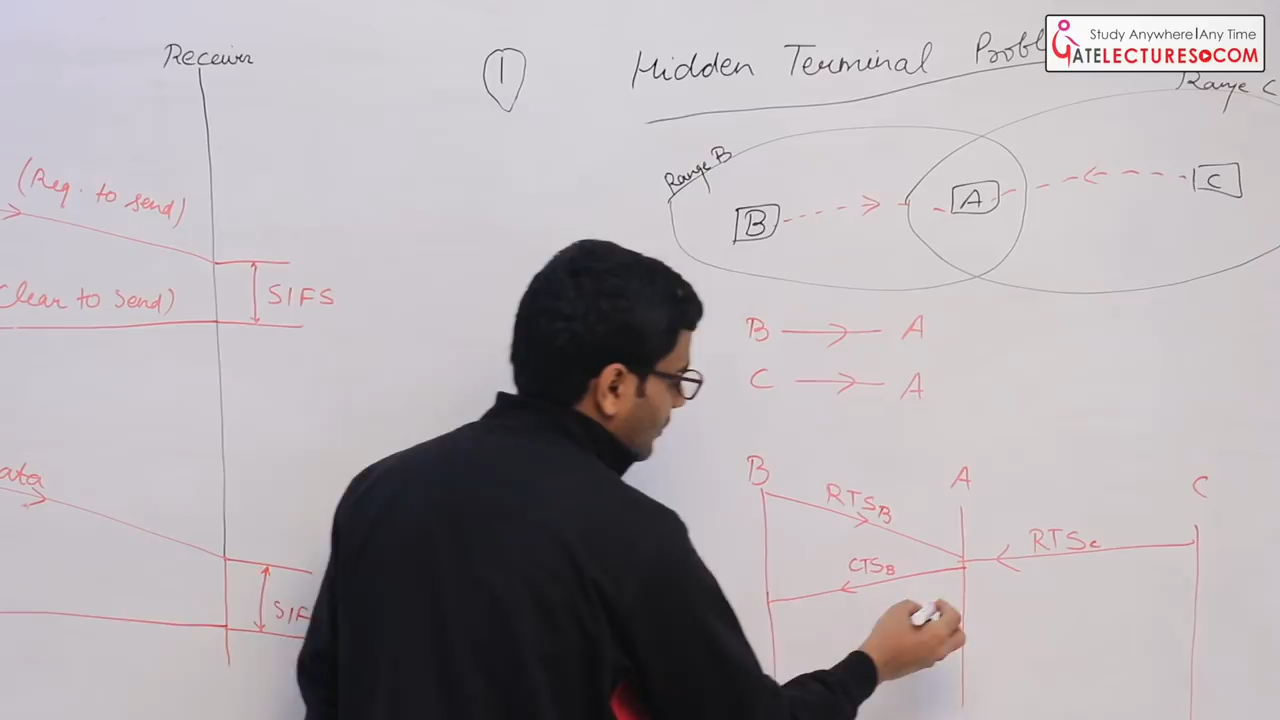 Receiver
(Req. to send)
SIFS
Clear to send)
ata
SIF
1
Hidden Terminal Probl
Study Anywhere|Any Time
GATELECTURES.COM
Range C
Range B
B
A
C
B A
C A
B
A
C
RTSB
RTSc
CTSB